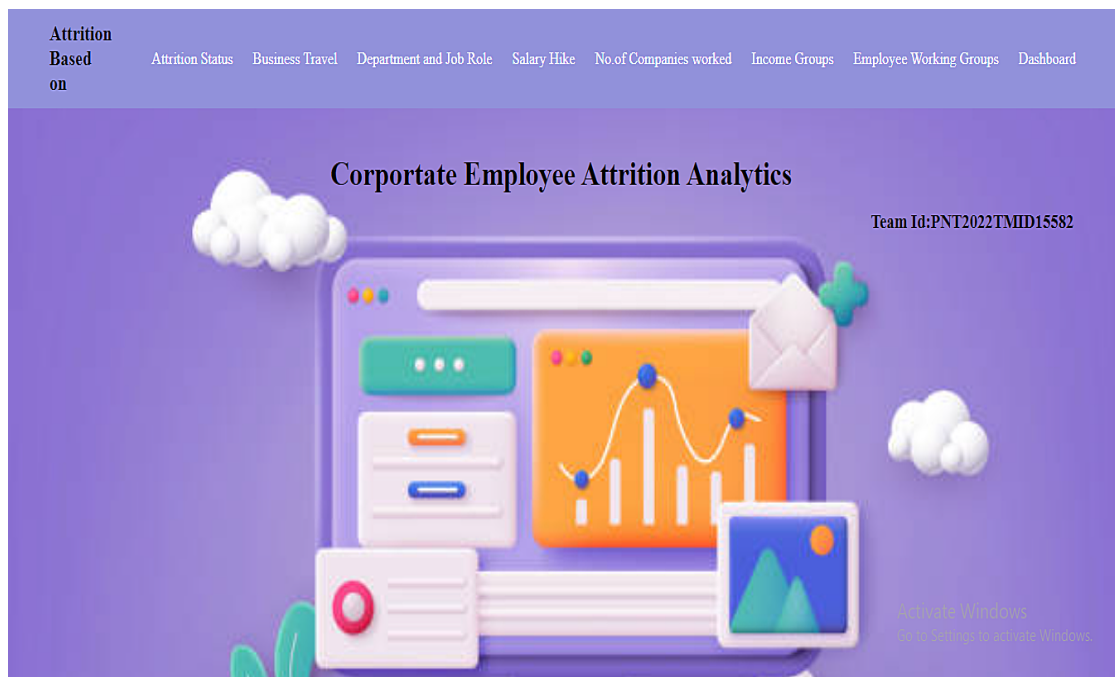 Attrition
Based
on
Attrition Status Business Travel Department and Job Role Salary Hike No.of Companies worked Income Groups Employee Working Groups Dashboard
Corportate Employee Attrition Analytics
Team Id:PNT2022TMID15582
Activate Windows
Go to Settings to activate Windows.